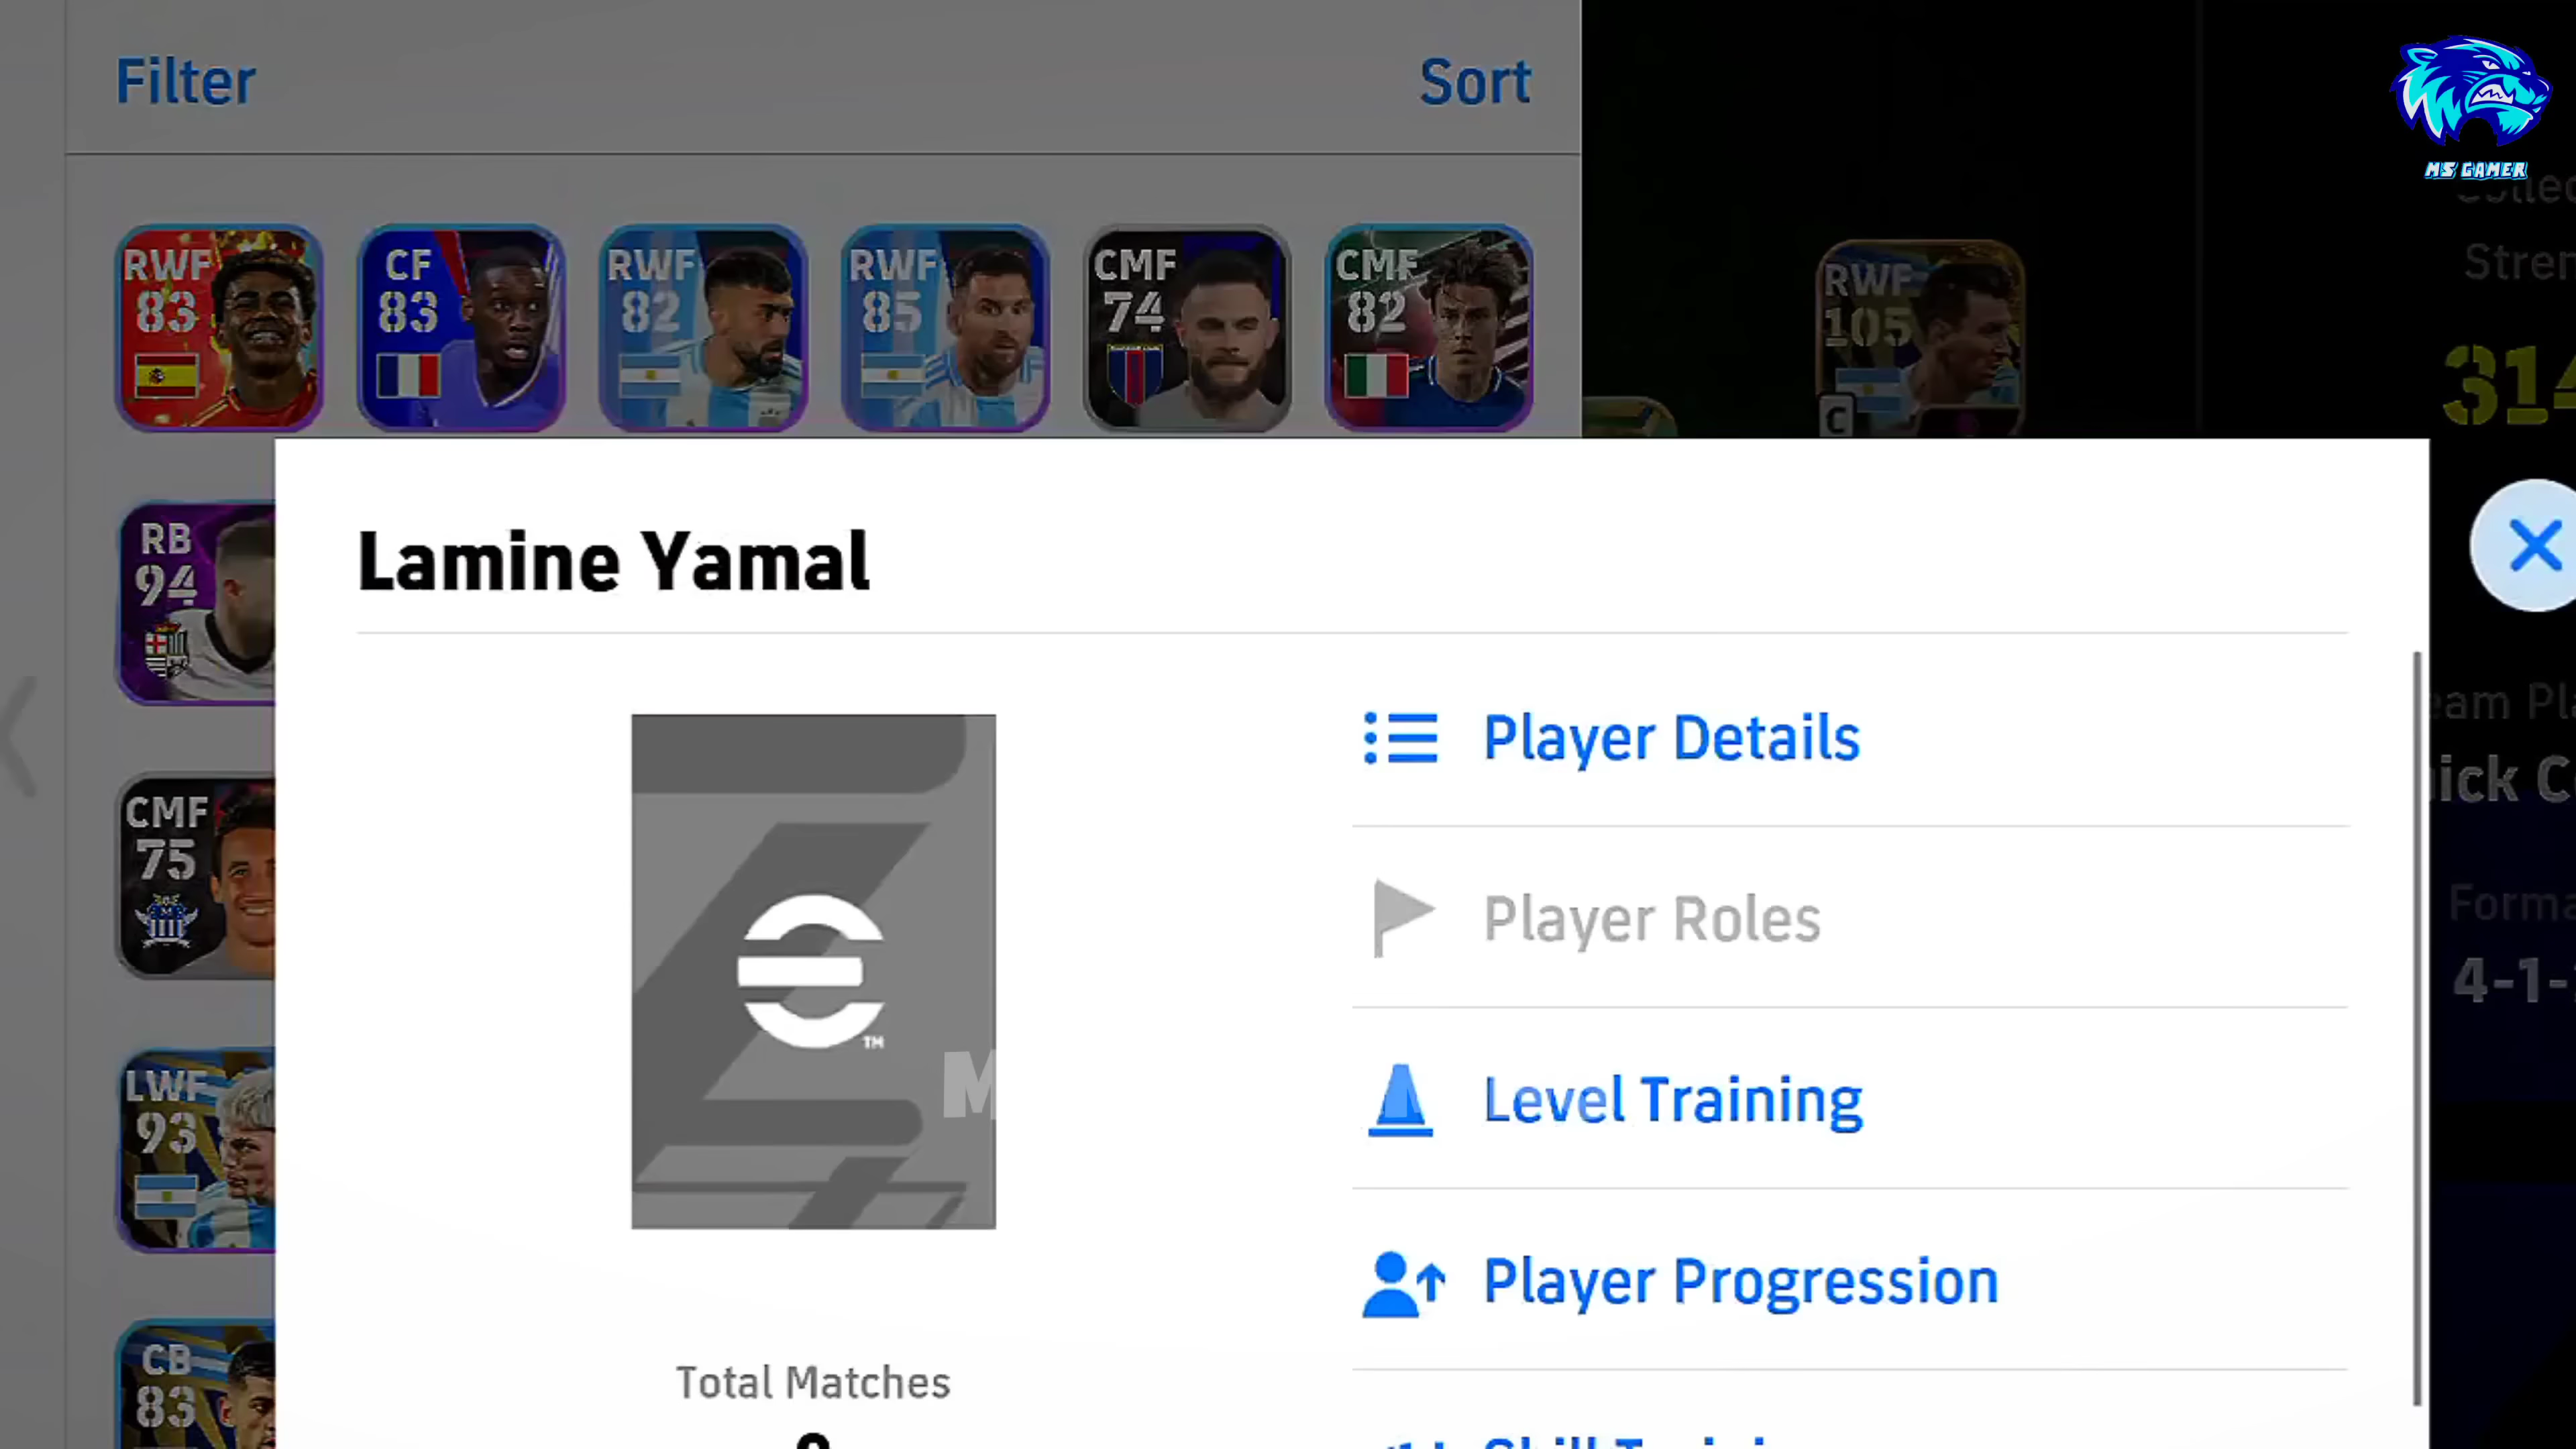 Filter
Sort
MS GAMER
RWF
83
CF
83
RWF
82
RWF
85
CMF
74
CMF
82
RWF
105
C
RB
94
Lamine Yamal
Player Details
CMF
75
Player Roles
Level Training
LWF
93
TM
Player Progression
CB
83
Total Matches